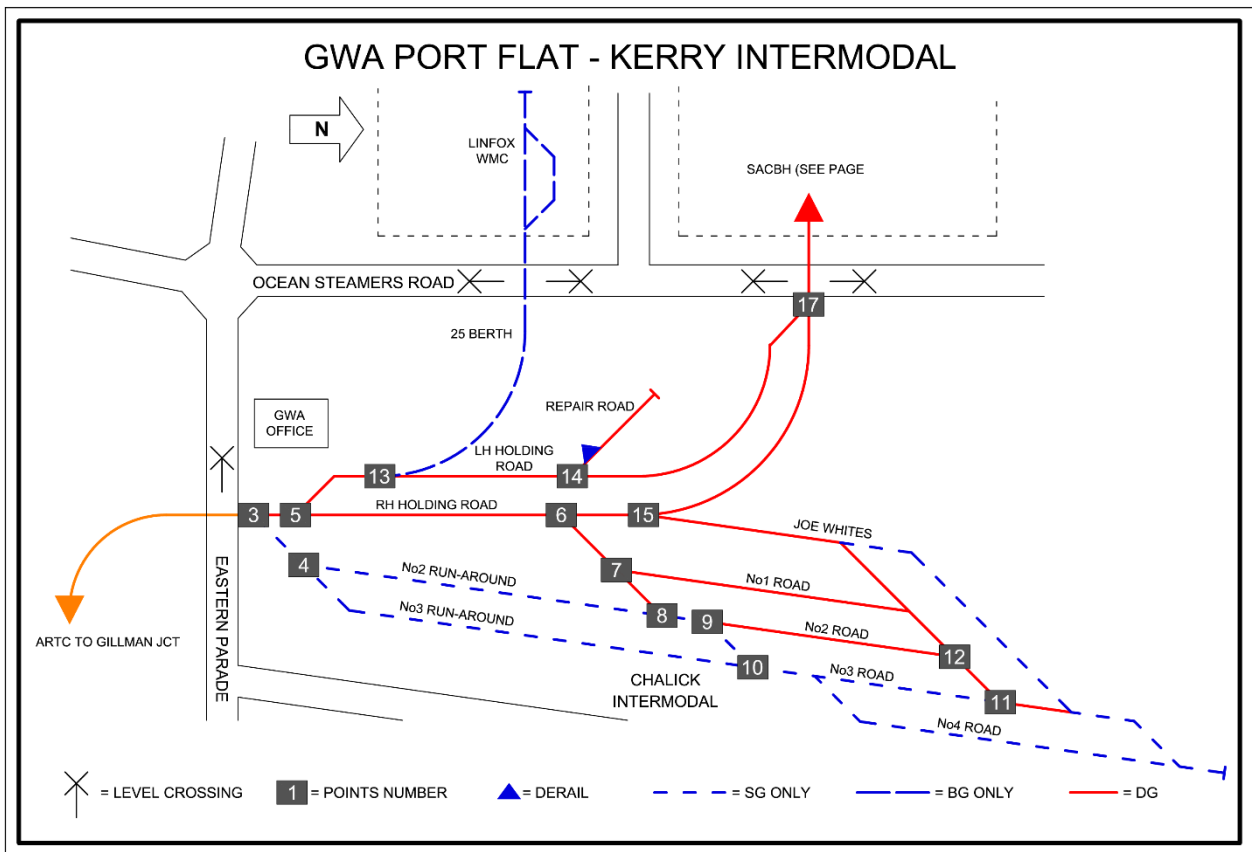 GWA PORT FLAT - KERRY INTERMODAL
N
LINFOX
WMC
SACBH (SEE PAGE
OCEAN STEAMERS ROAD
17
25 BERTH
REPAIR ROAD
GWA
OFFICE
LH HOLDING
ROAD
13
14
RH HOLDING ROAD
3
5
6
15
JOE WHITES
EASTERN PARADE
4
No2 RUN-AROUND
7
No1 ROAD
No3 RUN-AROUND
8
9
No2 ROAD
ARTC TO GILLMAN JCT
12
10
No3 ROAD
CHALICK
INTERMODAL
11
No4 ROAD
= LEVEL CROSSING
1
= POINTS NUMBER
= DERAIL
= SG ONLY
= BG ONLY
= DG